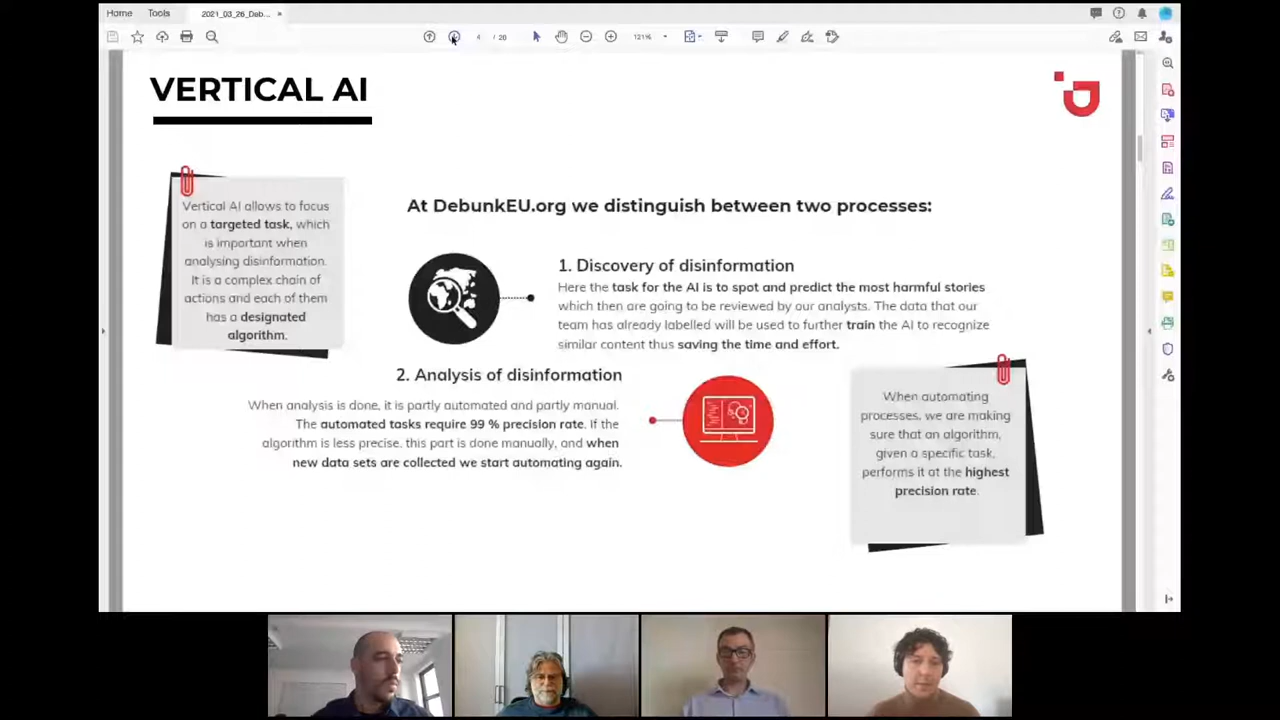 Home
Tools
2021_03_26_Deb...
×
4 / 20
121%
VERTICAL AI
Vertical AI allows to focus
on a targeted task, which
is important when
analysing disinformation.
It is a complex chain of
actions and each of them
has a designated
algorithm.
At DebunkEU.org we distinguish between two processes:
1. Discovery of disinformation
Here the task for the AI is to spot and predict the most harmful stories
which then are going to be reviewed by our analysts. The data that our
team has already labelled will be used to further train the AI to recognize
similar content thus saving the time and effort.
2. Analysis of disinformation
When analysis is done, it is partly automated and partly manual.
The automated tasks require 99 % precision rate. If the
algorithm is less precise, this part is done manually, and when
new data sets are collected we start automating again.
When automating
processes, we are making
sure that an algorithm,
given a specific task,
performs it at the highest
precision rate.